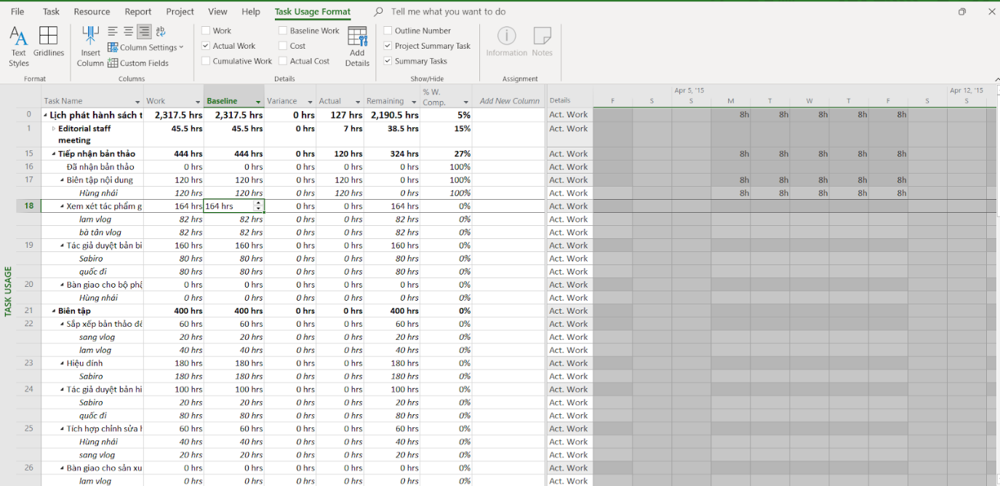 File Task Resource Report Project View Help Task Usage Format Tell me what you want to do
Work Baseline Work Outline Number
Actual Work Cost Project Summary Task
Cumulative Work Actual Cost Summary Tasks
Text Styles Gridlines Insert Column Column Settings Custom Fields Add Details Information Notes
Format Columns Details Show/Hide Assignment
Apr 5, '15 Apr 12, '15
Task Name Work Baseline Variance Actual Remaining % W. Comp. Add New Column Details F S S M T W T F S S
0 Lịch phát hành sách t 2,317.5 hrs 2,317.5 hrs 0 hrs 127 hrs 2,190.5 hrs 5% Act. Work 8h 8h 8h 8h 8h
1 Editorial staff meeting 45.5 hrs 45.5 hrs 0 hrs 7 hrs 38.5 hrs 15% Act. Work
15 Tiếp nhận bản thảo 444 hrs 444 hrs 0 hrs 120 hrs 324 hrs 27% Act. Work 8h 8h 8h 8h 8h
16 Đã nhận bản thảo 0 hrs 0 hrs 0 hrs 0 hrs 0 hrs 100% Act. Work
17 Biên tập nội dung 120 hrs 120 hrs 0 hrs 120 hrs 0 hrs 100% Act. Work 8h 8h 8h 8h 8h
Hùng nhái 120 hrs 120 hrs 0 hrs 120 hrs 0 hrs 100% Act. Work 8h 8h 8h 8h 8h
18 Xem xét tác phẩm g 164 hrs 164 hrs 0 hrs 0 hrs 164 hrs 0% Act. Work
lam vlog 82 hrs 82 hrs 0 hrs 0 hrs 82 hrs 0% Act. Work
bà tân vlog 82 hrs 82 hrs 0 hrs 0 hrs 82 hrs 0% Act. Work
19 Tác giả duyệt bản bi 160 hrs 160 hrs 0 hrs 0 hrs 160 hrs 0% Act. Work
Sabiro 80 hrs 80 hrs 0 hrs 0 hrs 80 hrs 0% Act. Work
quốc đi 80 hrs 80 hrs 0 hrs 0 hrs 80 hrs 0% Act. Work
20 Bàn giao cho bộ phậ 0 hrs 0 hrs 0 hrs 0 hrs 0 hrs 0% Act. Work
Hùng nhái 0 hrs 0 hrs 0 hrs 0 hrs 0 hrs 0% Act. Work
21 Biên tập 400 hrs 400 hrs 0 hrs 0 hrs 400 hrs 0% Act. Work
22 Sắp xếp bản thảo để 60 hrs 60 hrs 0 hrs 0 hrs 60 hrs 0% Act. Work
sang vlog 20 hrs 20 hrs 0 hrs 0 hrs 20 hrs 0% Act. Work
lam vlog 40 hrs 40 hrs 0 hrs 0 hrs 40 hrs 0% Act. Work
23 Hiệu đính 180 hrs 180 hrs 0 hrs 0 hrs 180 hrs 0% Act. Work
Sabiro 180 hrs 180 hrs 0 hrs 0 hrs 180 hrs 0% Act. Work
24 Tác giả duyệt bản hi 100 hrs 100 hrs 0 hrs 0 hrs 100 hrs 0% Act. Work
Sabiro 20 hrs 20 hrs 0 hrs 0 hrs 20 hrs 0% Act. Work
quốc đi 80 hrs 80 hrs 0 hrs 0 hrs 80 hrs 0% Act. Work
25 Tích hợp chỉnh sửa h 60 hrs 60 hrs 0 hrs 0 hrs 60 hrs 0% Act. Work
Hùng nhái 40 hrs 40 hrs 0 hrs 0 hrs 40 hrs 0% Act. Work
sang vlog 20 hrs 20 hrs 0 hrs 0 hrs 20 hrs 0% Act. Work
26 Bàn giao cho sản xu 0 hrs 0 hrs 0 hrs 0 hrs 0 hrs 0% Act. Work
lam vlog 0 hrs 0 hrs 0 hrs 0 hrs 0 hrs 0% Act. Work
TASK USAGE